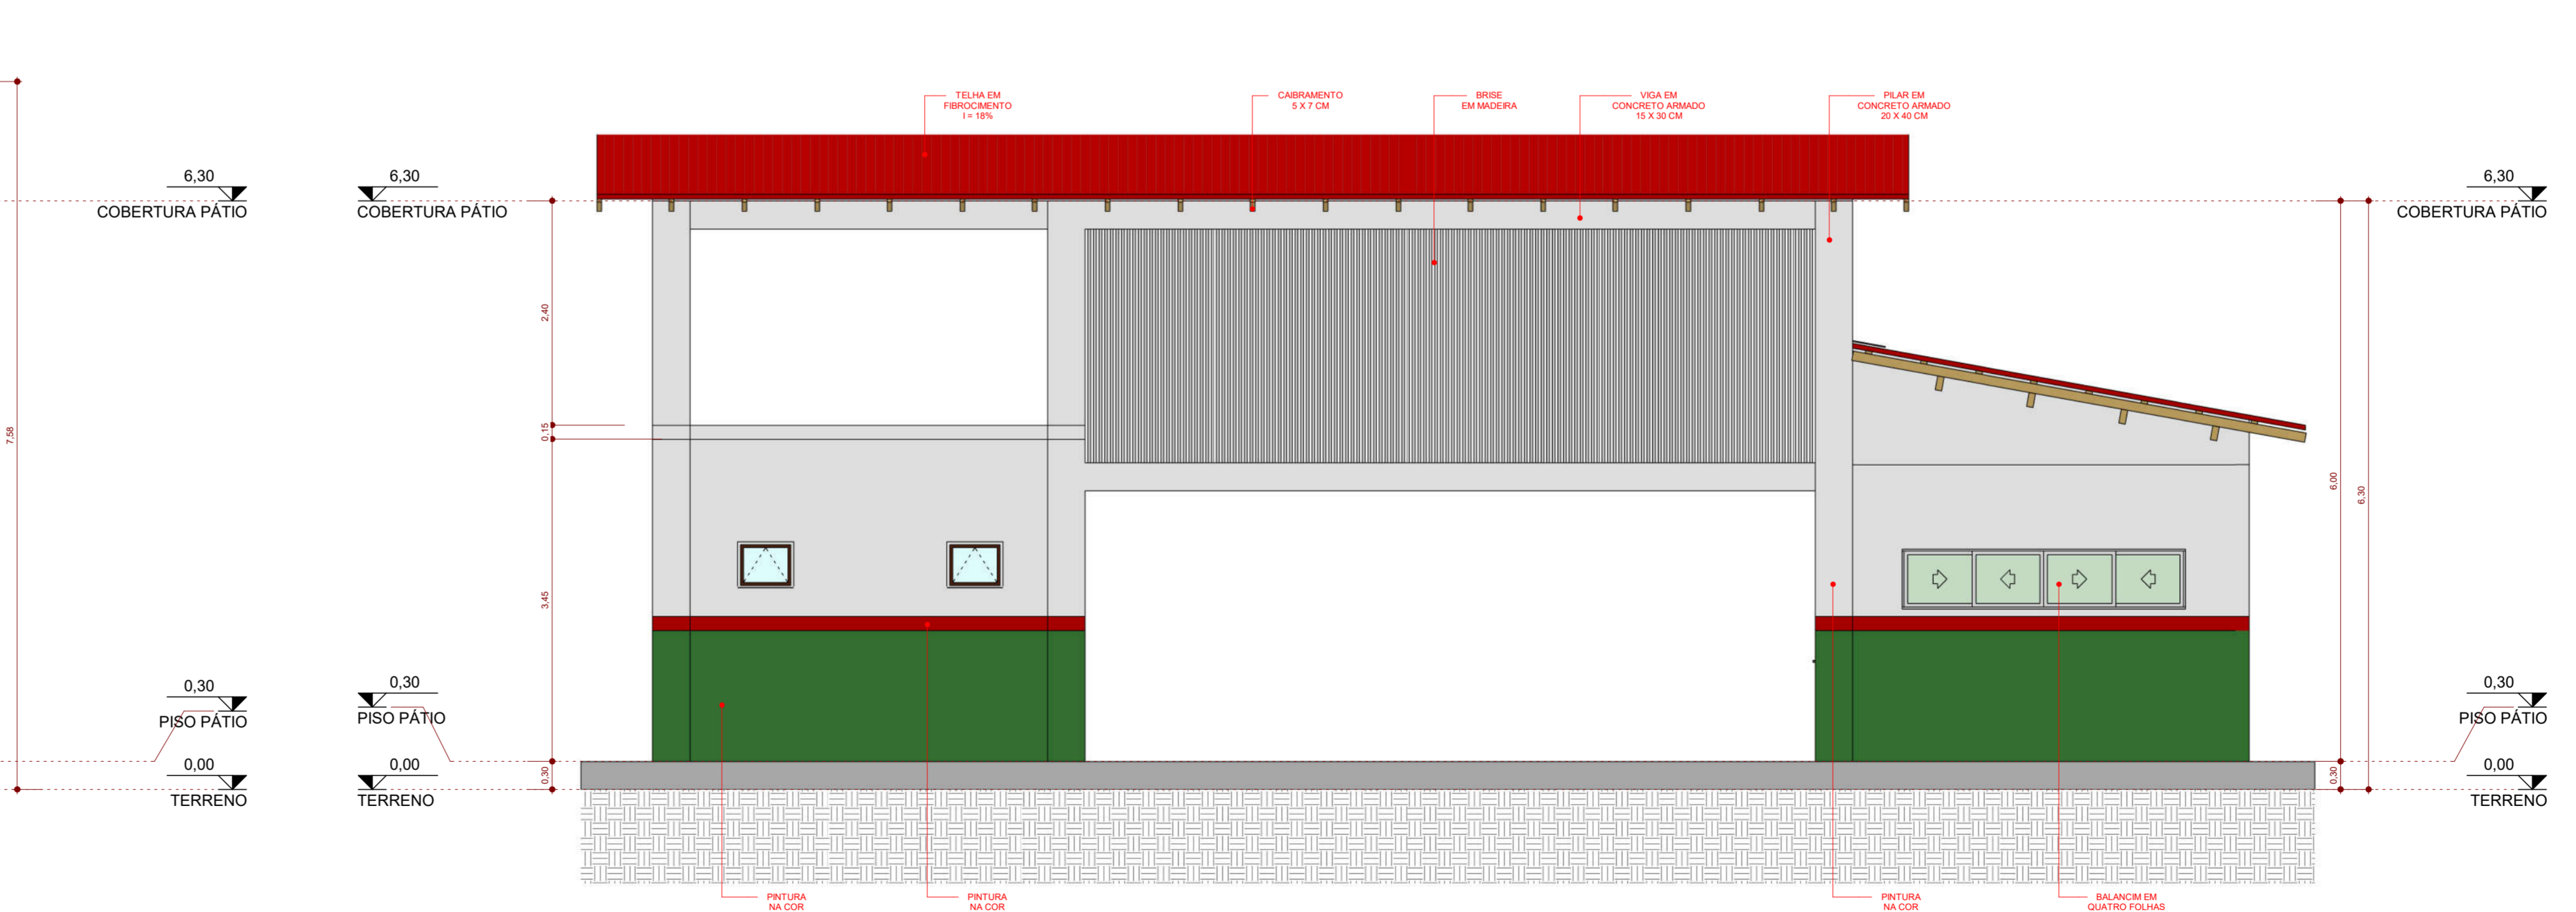 TELHA EM
FIBROCIMENTO
I = 18%
CAIBRAMENTO
5 X 7 CM
BRISE
EM MADEIRA
VIGA EM
CONCRETO ARMADO
15 X 30 CM
PILAR EM
CONCRETO ARMADO
20 X 40 CM
6,30
COBERTURA PÁTIO
6,30
COBERTURA PÁTIO
6,30
COBERTURA PÁTIO
7,58
2,40
0,15
3,45
0,30
6,00
6,30
0,30
0,30
PISO PÁTIO
0,30
PISO PÁTIO
0,30
PISO PÁTIO
0,00
TERRENO
0,00
TERRENO
0,00
TERRENO
PINTURA
NA COR
PINTURA
NA COR
PINTURA
NA COR
BALANCIM EM
QUATRO FOLHAS